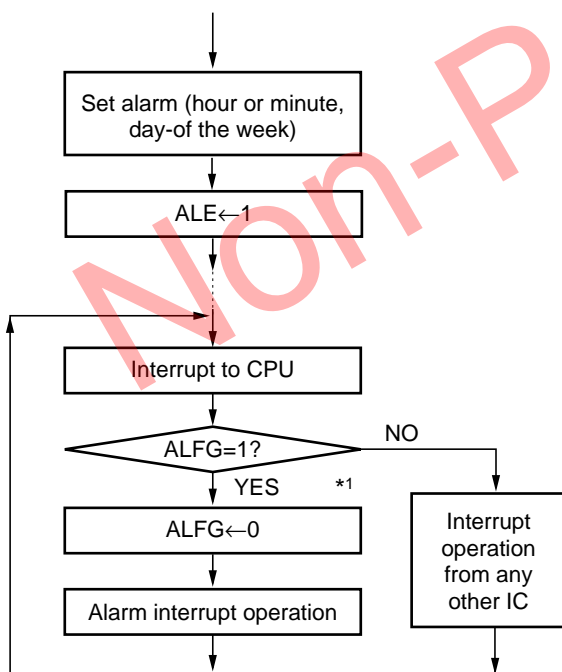 Set alarm (hour or minute,
day-of the week)
ALE←1
Interrupt to CPU
ALFG=1?
NO
YES
*1
ALFG←0
Interrupt
operation
from any
other IC
Alarm interrupt operation
Non-P